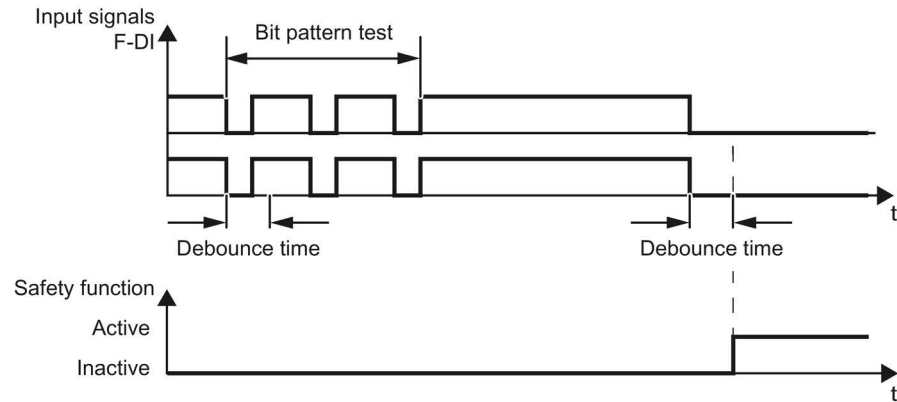 Input signals
F-DI
Bit pattern test
t
Debounce time
Debounce time
Safety function
Active
Inactive
t